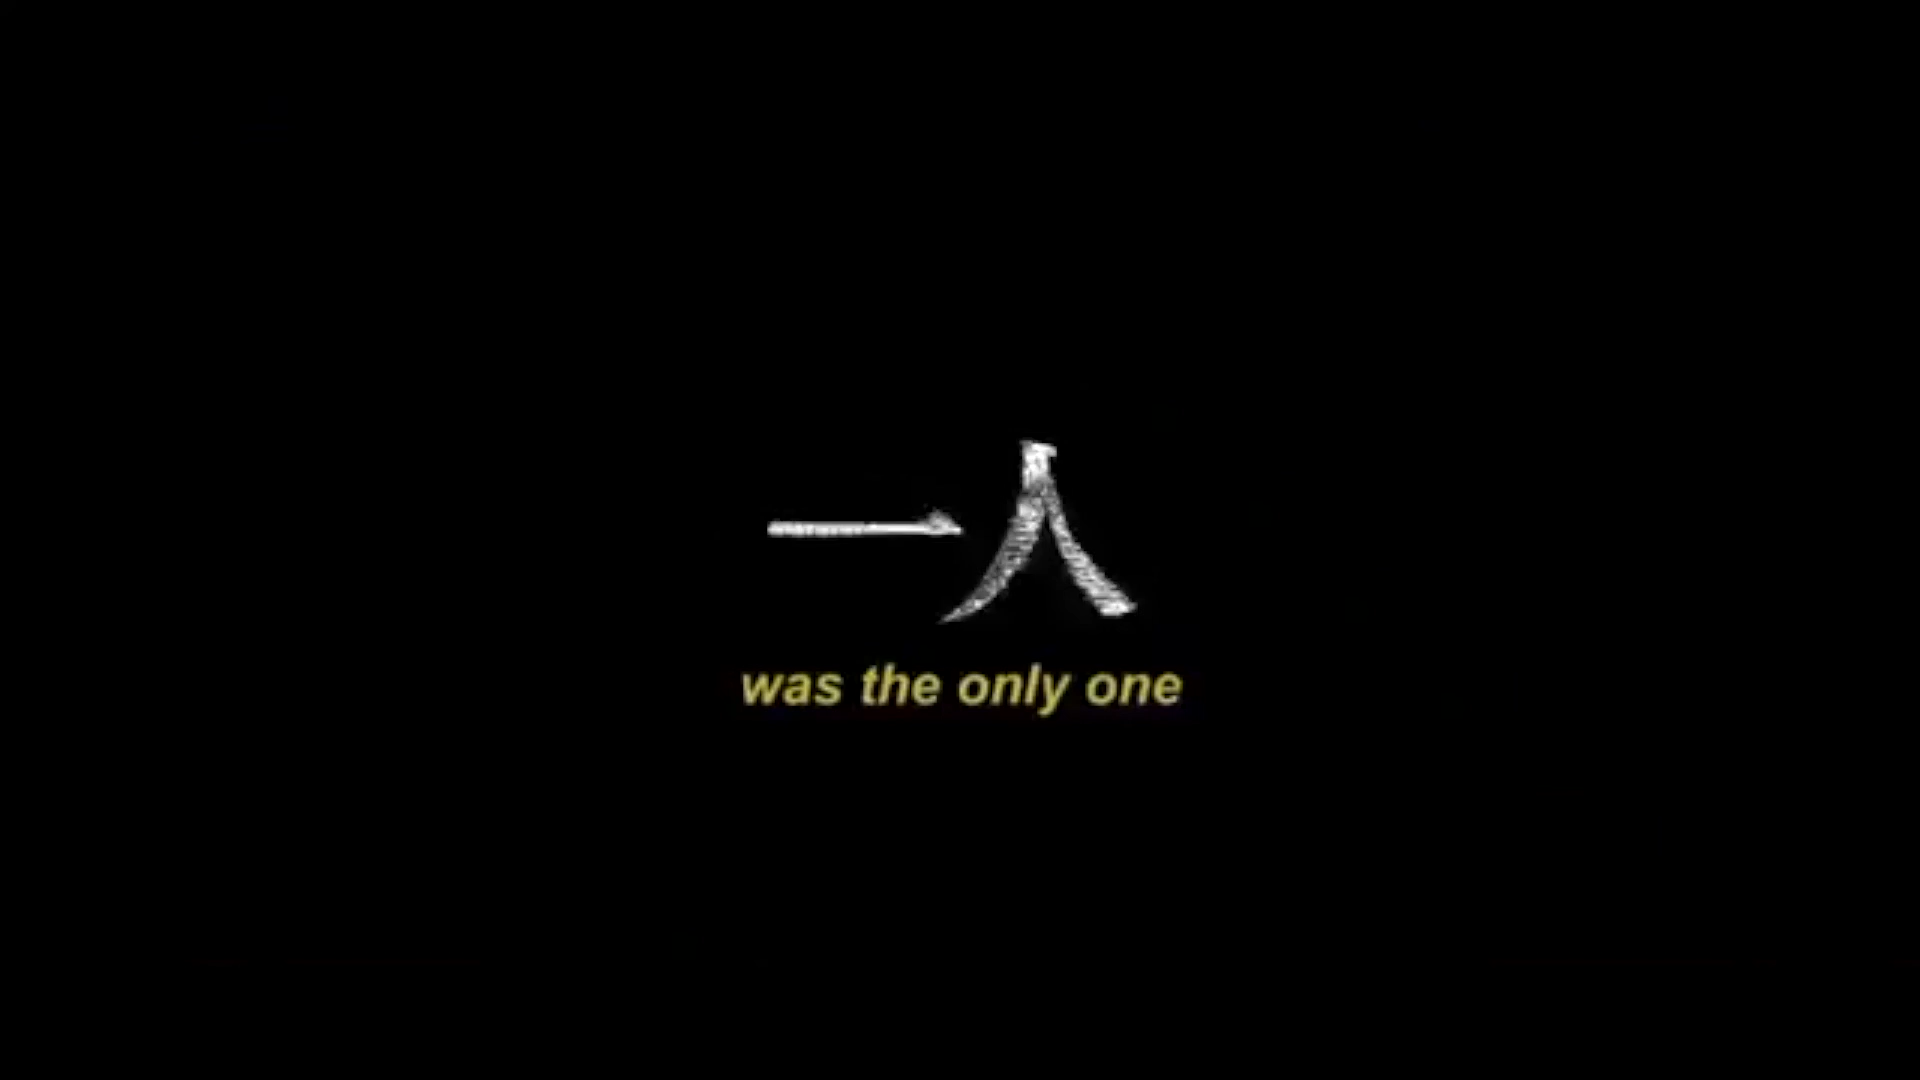 一人
was the only one